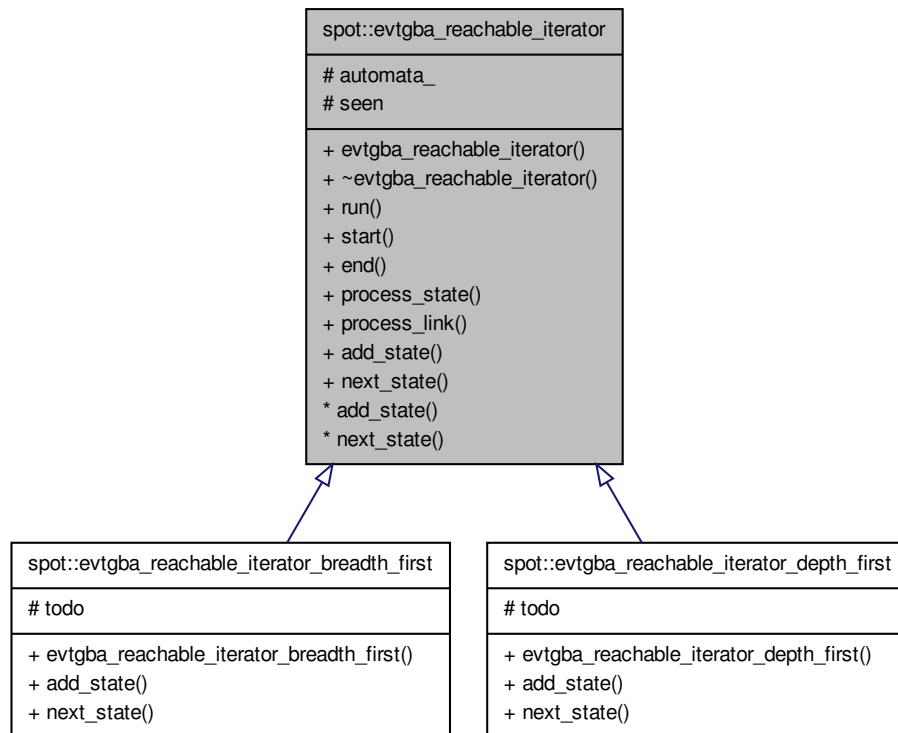 spot::evtgba_reachable_iterator
# automata_
# seen
+ evtgba_reachable_iterator()
+ ~evtgba_reachable_iterator()
+ run()
+ start()
+ end()
+ process_state()
+ process_link()
+ add_state()
+ next_state()
* add_state()
* next_state()
spot::evtgba_reachable_iterator_breadth_first
# todo
+ evtgba_reachable_iterator_breadth_first()
+ add_state()
+ next_state()
spot::evtgba_reachable_iterator_depth_first
# todo
+ evtgba_reachable_iterator_depth_first()
+ add_state()
+ next_state()